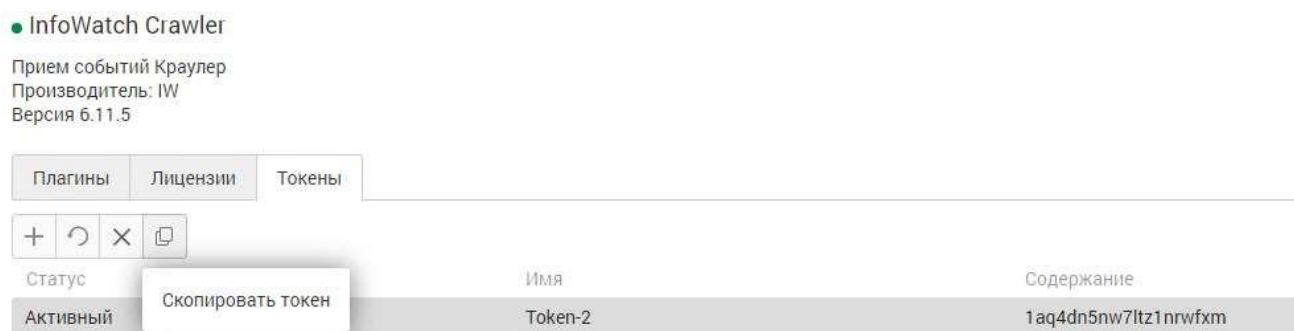 InfoWatch Crawler
Прием событий Краулер
Производитель: IW
Версия 6.11.5
Плагины Лицензии Токены
Статус Имя Содержание
Скопировать токен
Активный Token-2 1aq4dn5nw7ltz1nrwfxm